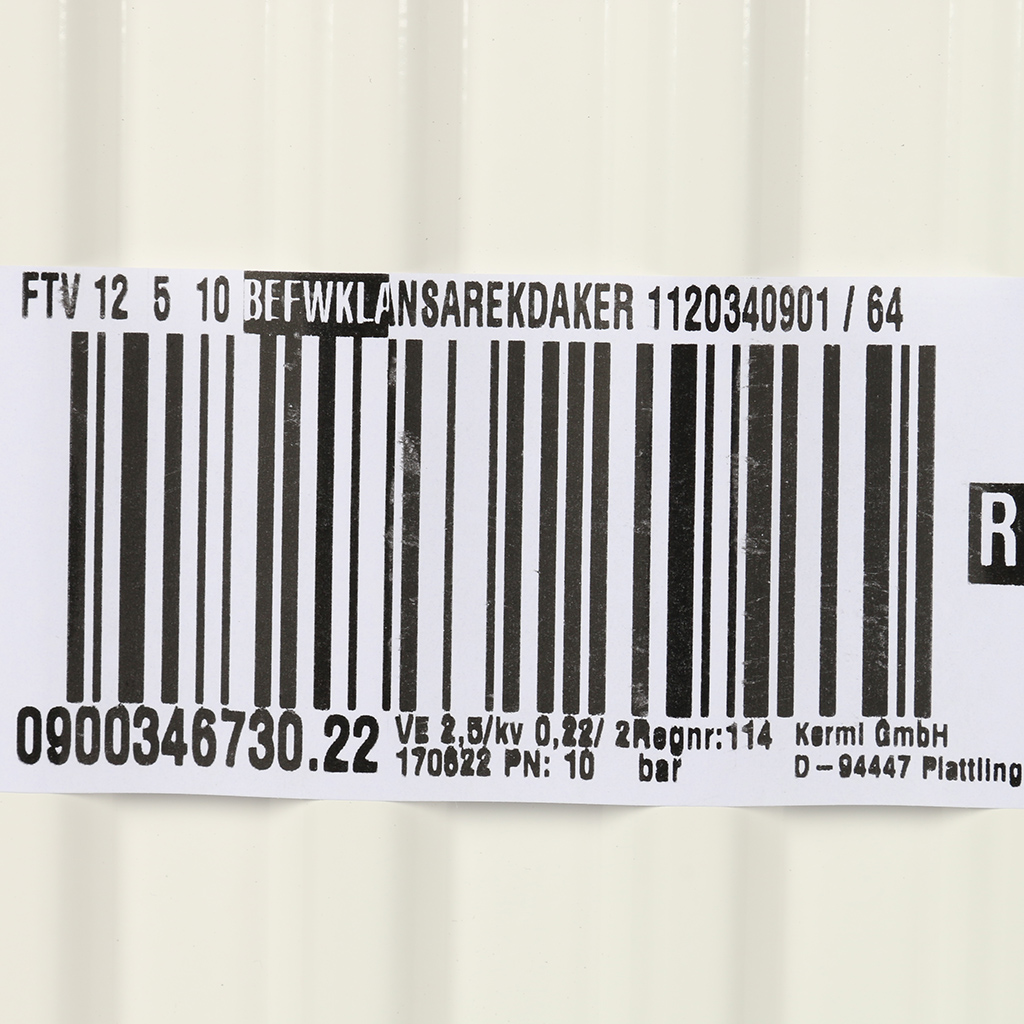 FTV 12 5 10 BEFWKLANSAREKDAKER 1120340901 / 64
R
0900346730.22
VE 2,5/kv 0,22/ 2Regnr:114
170622 PN: 10 bar
Kermi GmbH
D-94447 Plattling